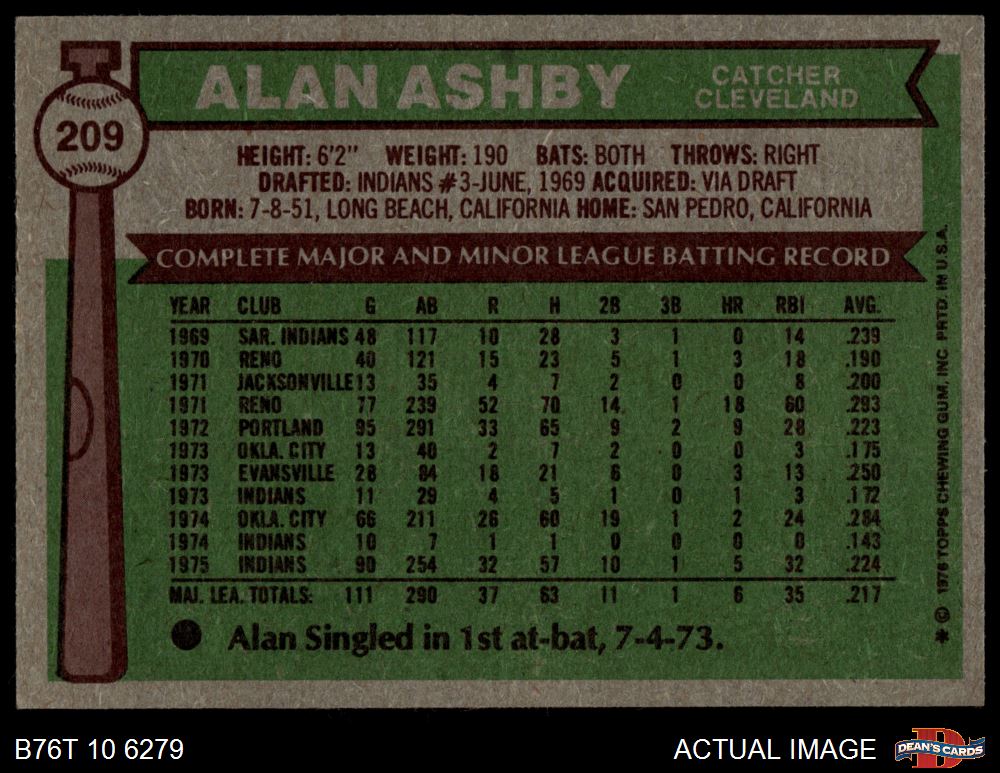 209
ALAN ASHBY
CATCHER
CLEVELAND
HEIGHT: 6'2" WEIGHT: 190 BATS: BOTH THROWS: RIGHT
DRAFTED: INDIANS #3-JUNE, 1969 ACQUIRED: VIA DRAFT
BORN: 7-8-51, LONG BEACH, CALIFORNIA HOME: SAN PEDRO, CALIFORNIA
COMPLETE MAJOR AND MINOR LEAGUE BATTING RECORD
YEAR CLUB G AB R H 2B 3B HR RBI AVG.
1969 SAR. INDIANS 48 117 10 28 3 1 0 14 .239
1970 RENO 40 121 15 23 5 1 3 18 .190
1971 JACKSONVILLE 13 35 4 7 2 0 0 8 .200
1971 RENO 77 239 52 70 14 1 18 60 .293
1972 PORTLAND 95 291 33 65 9 2 9 28 .223
1973 OKLA. CITY 13 40 2 7 2 0 0 3 .175
1973 EVANSVILLE 28 84 18 21 6 0 3 13 .250
1973 INDIANS 11 29 4 5 1 0 1 3 .172
1974 OKLA. CITY 66 211 26 60 19 1 2 24 .284
1974 INDIANS 10 7 1 1 0 0 0 0 .143
1975 INDIANS 90 254 32 57 10 1 5 32 .224
MAJ. LEA. TOTALS: 111 290 37 63 11 1 6 35 .217
● Alan Singled in 1st at-bat, 7-4-73.
* © 1976 TOPPS CHEWING GUM, INC. PRTD. IN U.S.A.
B76T 10 6279
ACTUAL IMAGE
D
DEAN'S CARDS